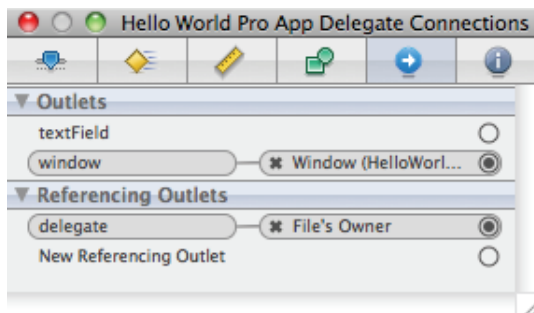 Hello World Pro App Delegate Connections
Outlets
textField
window Window (HelloWorl...
Referencing Outlets
delegate File's Owner
New Referencing Outlet